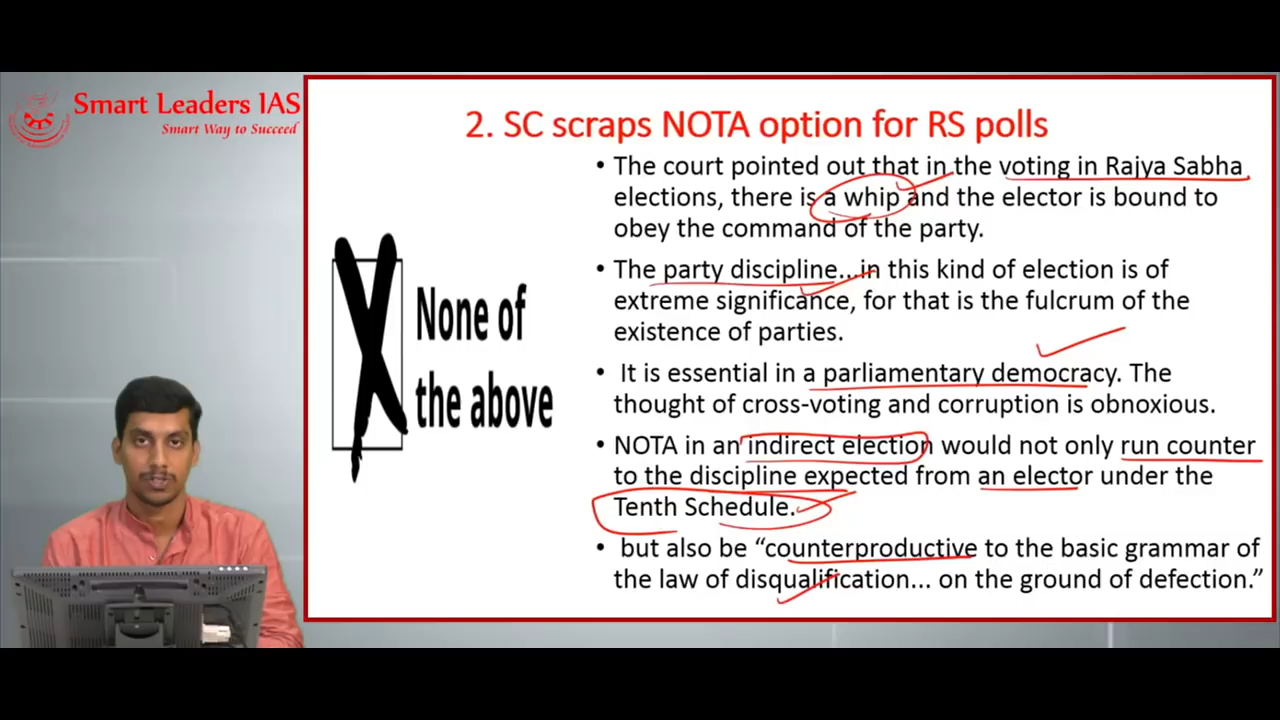 Smart Leaders IAS
Smart Way to Succeed
2. SC scraps NOTA option for RS polls
• The court pointed out that in the voting in Rajya Sabha
elections, there is a whip and the elector is bound to
obey the command of the party.
• The party discipline...in this kind of election is of
extreme significance, for that is the fulcrum of the
existence of parties.
• It is essential in a parliamentary democracy. The
thought of cross-voting and corruption is obnoxious.
• NOTA in an indirect election would not only run counter
to the discipline expected from an elector under the
Tenth Schedule.
• but also be “counterproductive to the basic grammar of
the law of disqualification... on the ground of defection.”
None of
the above